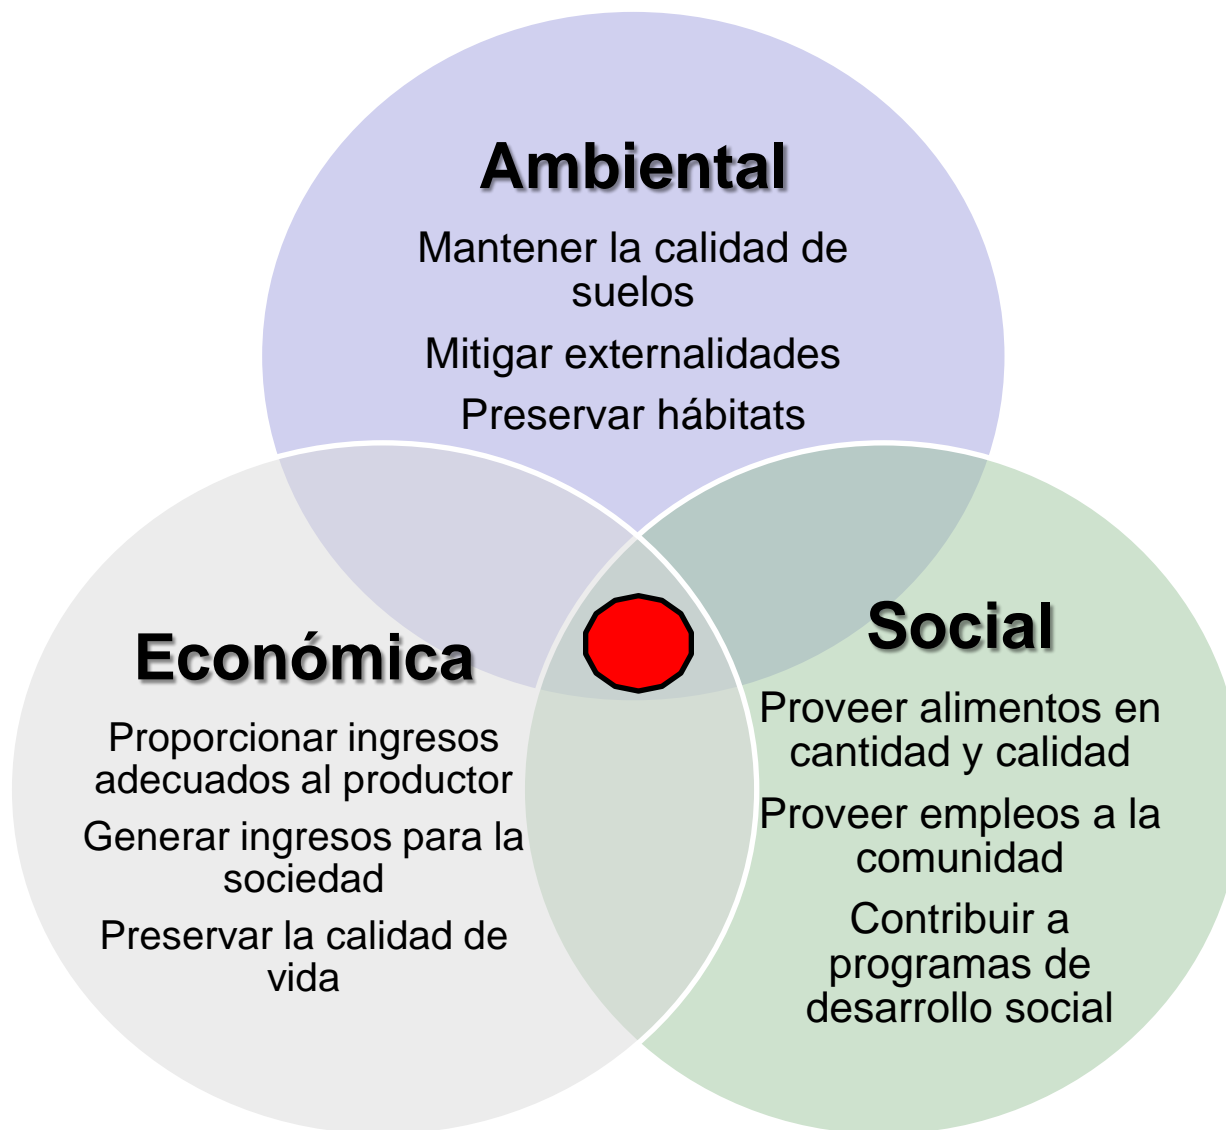 Ambiental
Mantener la calidad de
suelos
Mitigar externalidades
Preservar hábitats
Económica
Proporcionar ingresos
adecuados al productor
Generar ingresos para la
sociedad
Preservar la calidad de
vida
Social
Proveer alimentos en
cantidad y calidad
Proveer empleos a la
comunidad
Contribuir a
programas de
desarrollo social